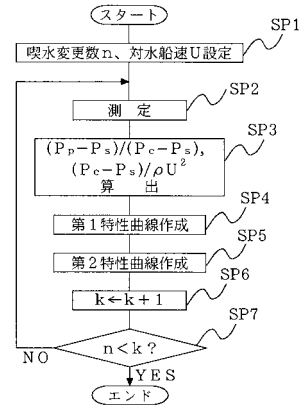 スタート
SP1
喫水変更数n、対水船速U設定
SP2
測定
SP3
(Pp−Ps)/(Pc−Ps),
(Pc−Ps)/ρU²
算出
SP4
第1特性曲線作成
SP5
第2特性曲線作成
SP6
k←k+1
SP7
n<k?
NO
YES
エンド